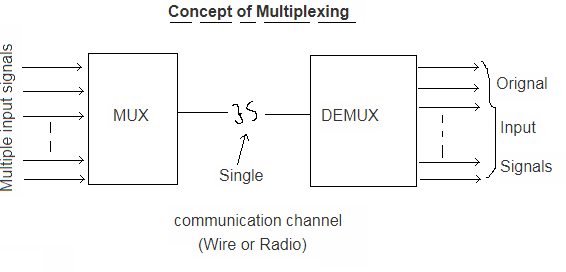 Concept of Multiplexing
Multiple input signals
MUX
DEMUX
Single
Orignal
Input
Signals
communication channel
(Wire or Radio)